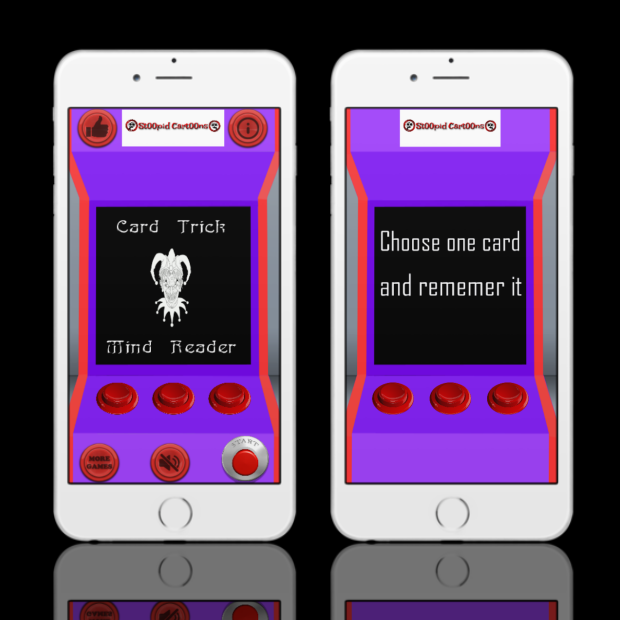 St00pid Cart00ns
Card Trick
Mind Reader
MORE
GAMES
START
St00pid Cart00ns
Choose one card
and rememer it